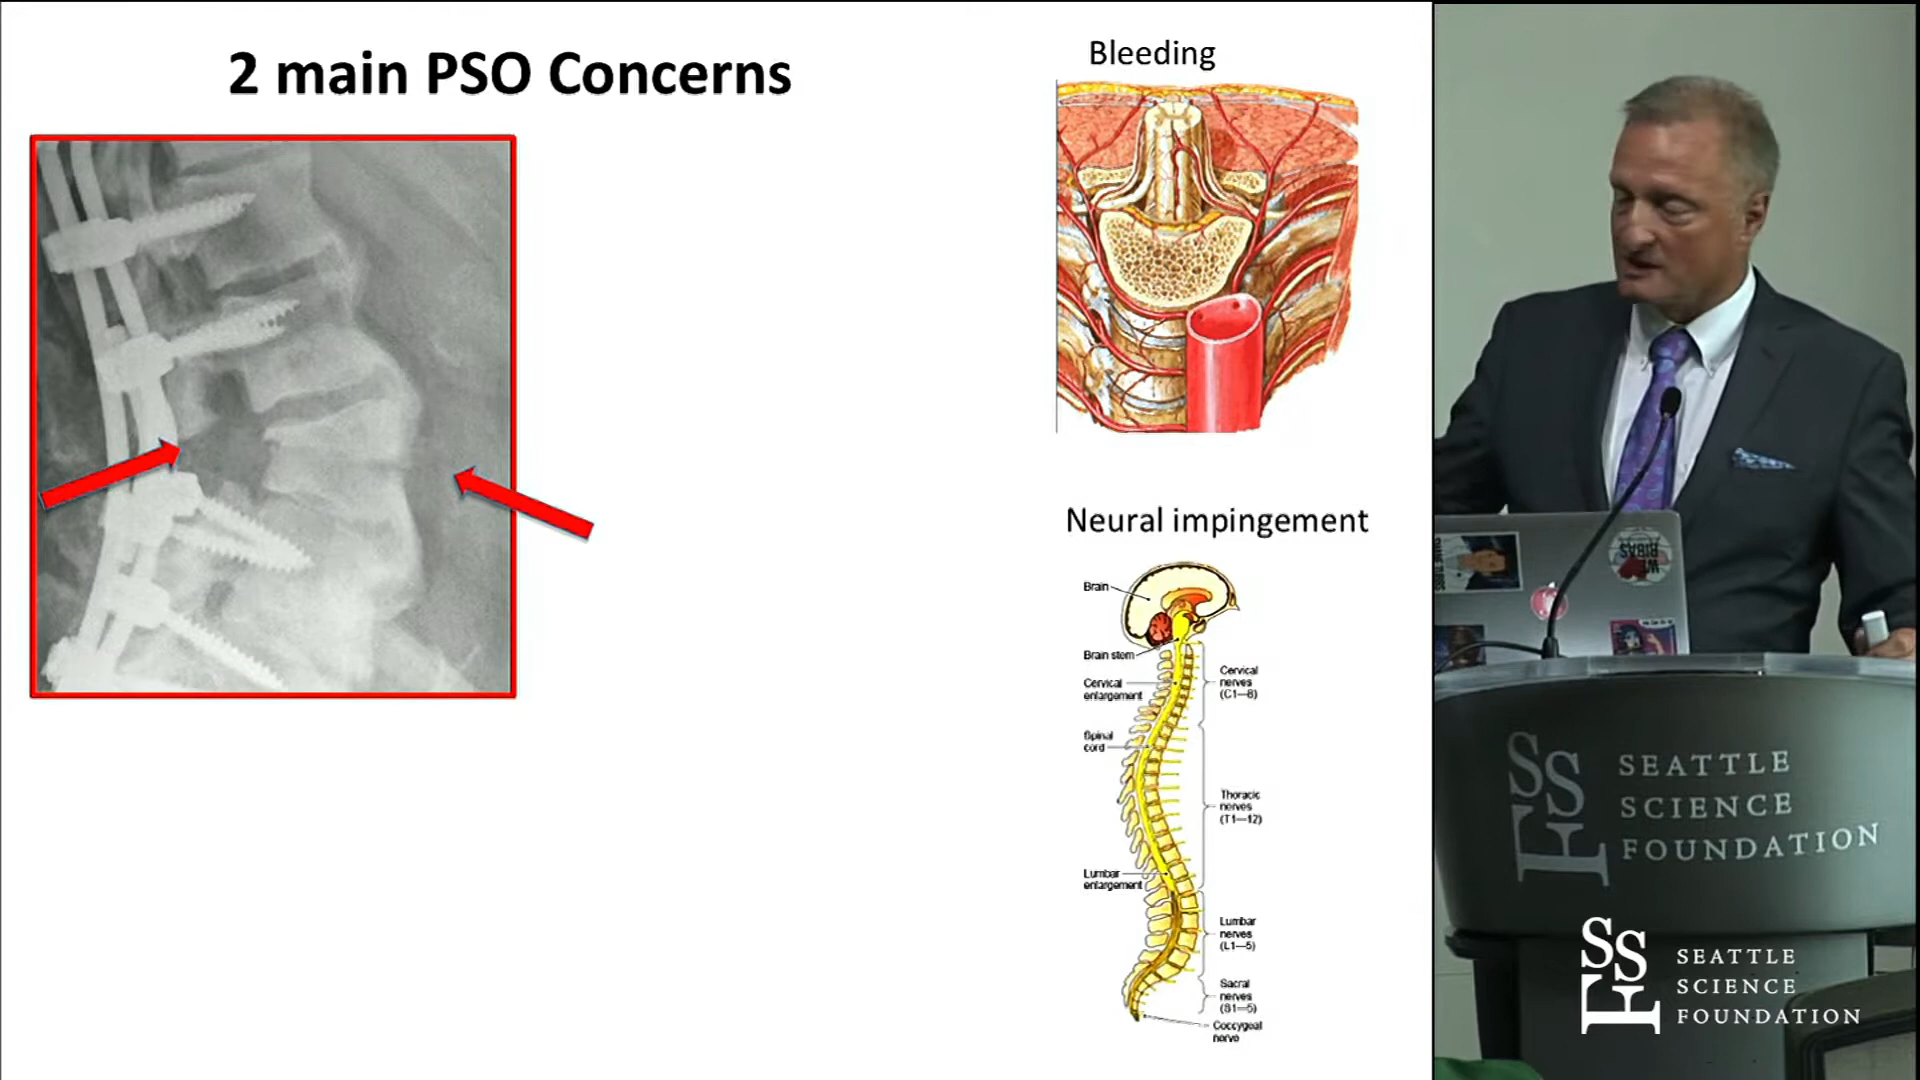 2 main PSO Concerns
Bleeding
Neural impingement
Brain
Brain stem
Cervical
enlargement
Spinal
cord
Lumbar
enlargement
Cervical
nerves
(C1—8)
Thoracic
nerves
(T1—12)
Lumbar
nerves
(L1—5)
Sacral
nerves
(S1—5)
Coccygeal
nerve
SSF
SEATTLE
SCIENCE
FOUNDATION
SSF
SEATTLE
SCIENCE
FOUNDATION